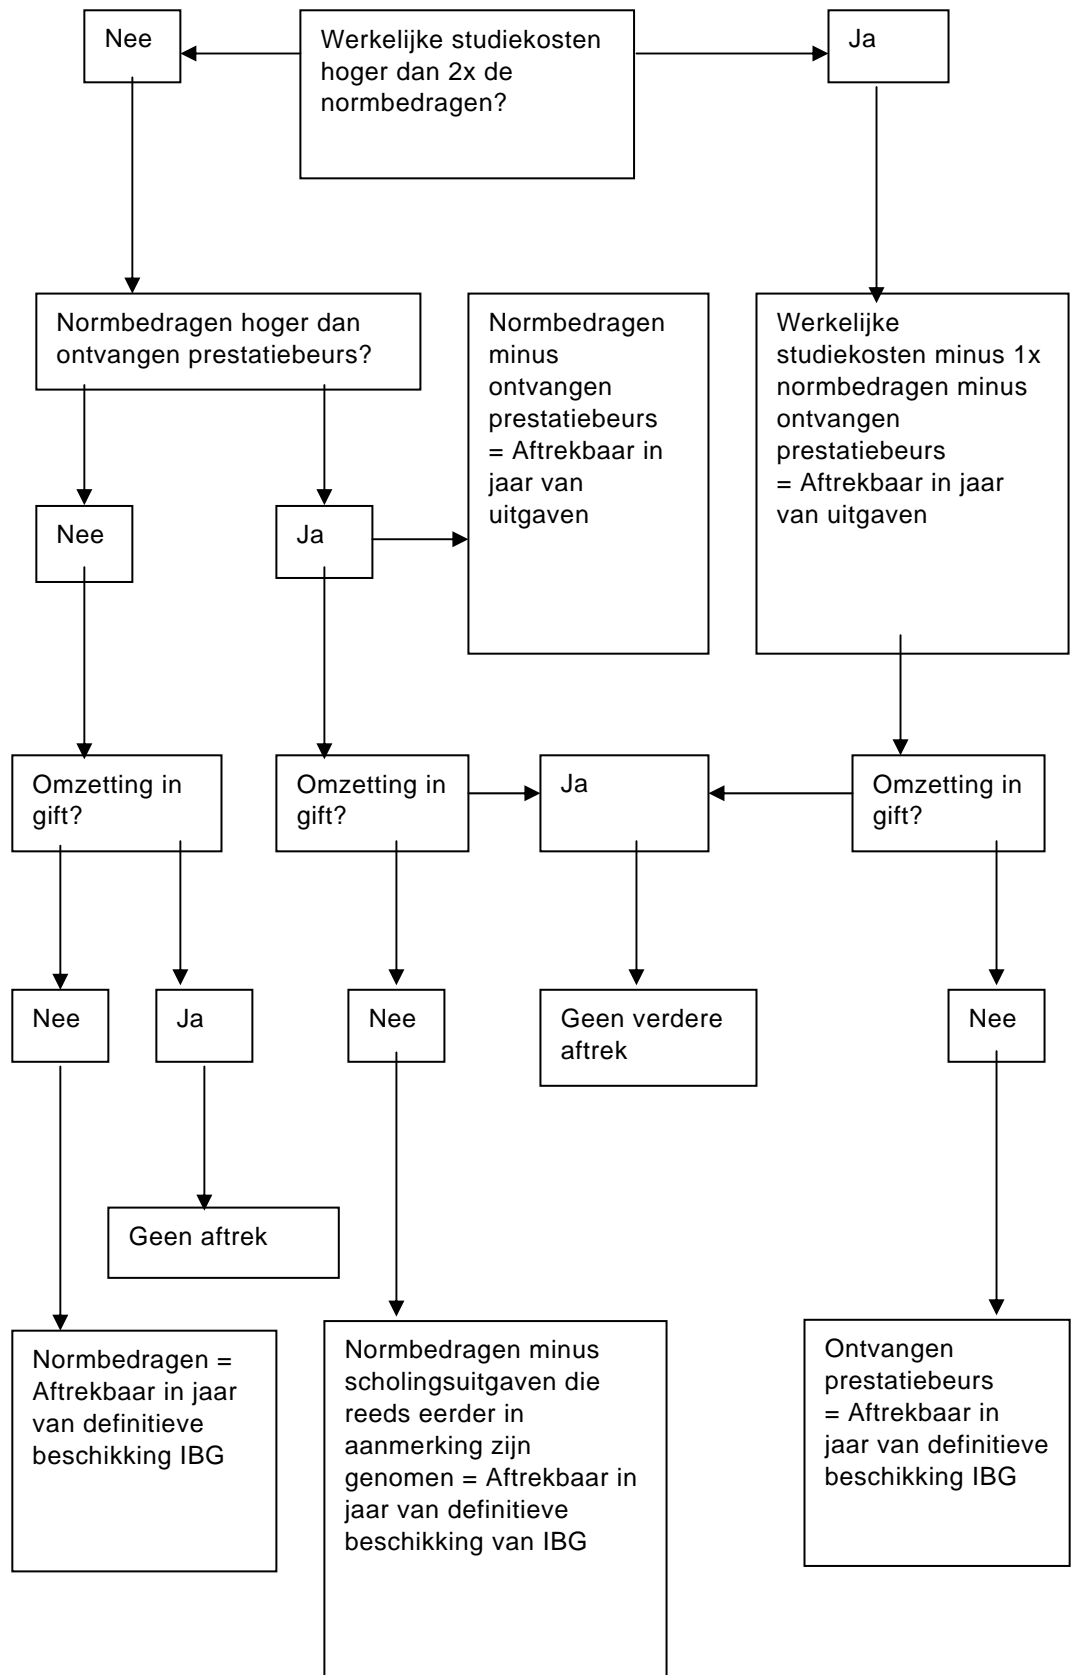 Nee
Werkelijke studiekosten
hoger dan 2x de
normbedragen?
Ja
Normbedragen hoger dan
ontvangen prestatiebeurs?
Normbedragen
minus
ontvangen
prestatiebeurs
= Aftrekbaar in
jaar van
uitgaven
Werkelijke
studiekosten minus 1x
normbedragen minus
ontvangen
prestatiebeurs
= Aftrekbaar in jaar
van uitgaven
Nee
Ja
Omzetting in
gift?
Omzetting in
gift?
Ja
Omzetting in
gift?
Nee
Ja
Nee
Geen verdere
aftrek
Nee
Geen aftrek
Normbedragen =
Aftrekbaar in jaar
van definitieve
beschikking IBG
Normbedragen minus
scholingsuitgaven die
reeds eerder in
aanmerking zijn
genomen = Aftrekbaar in
jaar van definitieve
beschikking van IBG
Ontvangen
prestatiebeurs
= Aftrekbaar in
jaar van definitieve
beschikking IBG